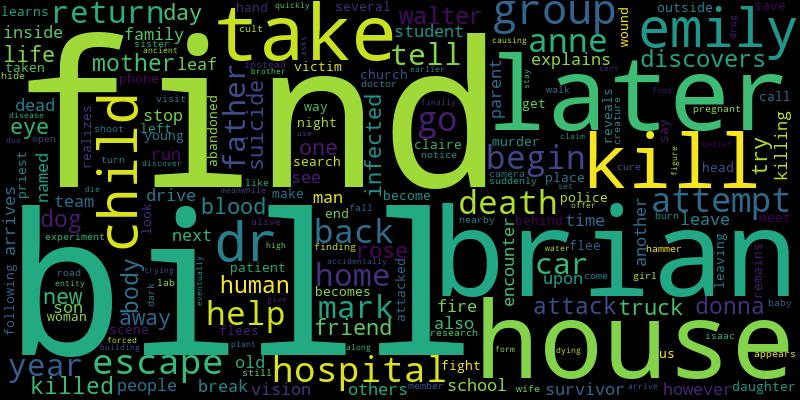 learns
return
day
hand
several
quickly
walter
group
outside
save
cult
ancient
take
student
wound
emily
drug
inside
family
sister
asks
tell
anne
life
mother
leaf
brother
instead
earlier
explains
discovers
taken
phone
victim
church
doctor
parent
stay
sent
food
hide
find
later
dead
stop
visit
way
go
get
walk
call
disease
eye
realizes
shoot
left
young
abandoned
father
suicide
night
finally
one
use
search
infected
claire
notice
murder
reveals
creature
say
pregnant
try
killing
due
open
priest
named
run
turn
discover
meanwhile
see
begin
camera
suddenly
place
cure
kill
figure
head
belief
die
like
make
man
become
death
set
claim
offer
police
attempt
team
drive
child
dog
look
blood
end
fall
time
burn
leave
meet
arrives
following
experiment
bill
next
dr
alive
finding
back
rose
attacked
brian
nearby
behind
flee
another
water
come
hammer
girl
road
entity
trying
dark
lab
eventually
high
patient
home
encounter
car
upon
leaving
remains
baby
new
son
woman
body
human
becomes
accidentally
mark
fire
attack
truck
donna
scene
away
forced
building
flees
plant
help
give
friend
also
research
house
isaac
year
escape
old
still
hospital
along
fight
form
dying
us
appears
killed
people
break
vision
others
member
school
wife
survivor
arrive
however
daughter
causing